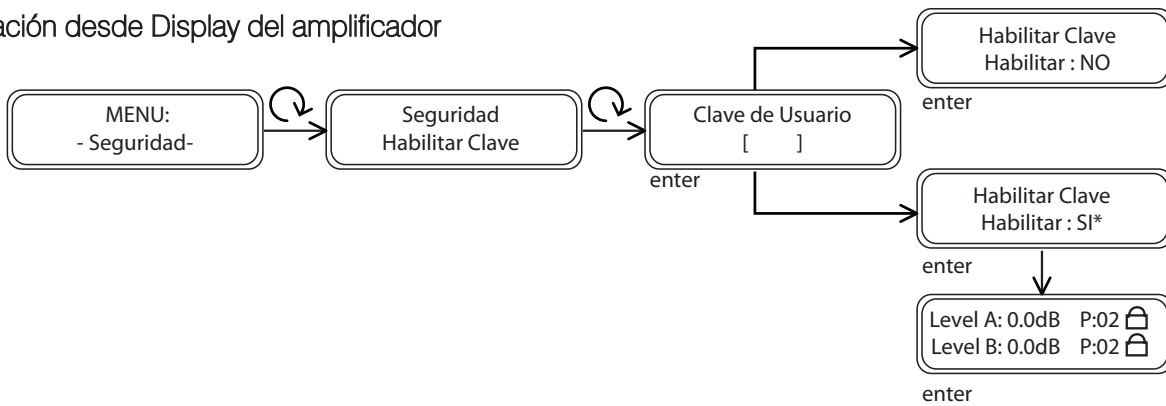 ación desde Display del amplificador
MENU:
- Seguridad-
Seguridad
Habilitar Clave
Clave de Usuario
[ ]
enter
Habilitar Clave
Habilitar : NO
enter
Habilitar Clave
Habilitar : SI*
enter
Level A: 0.0dB P:02
Level B: 0.0dB P:02
enter